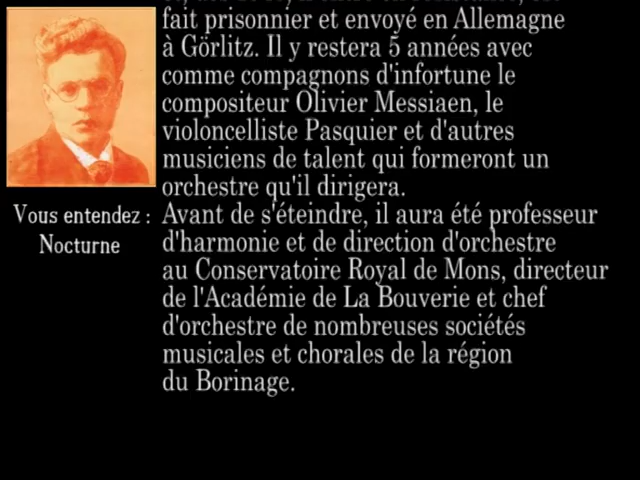 fait prisonnier et envoyé en Allemagne
à Görlitz. Il y restera 5 années avec
comme compagnons d'infortune le
compositeur Olivier Messiaen, le
violoncelliste Pasquier et d'autres
musiciens de talent qui formeront un
orchestre qu'il dirigera.
Avant de s'éteindre, il aura été professeur
d'harmonie et de direction d'orchestre
au Conservatoire Royal de Mons, directeur
de l'Académie de La Bouverie et chef
d'orchestre de nombreuses sociétés
musicales et chorales de la région
du Borinage.
Vous entendez :
Nocturne